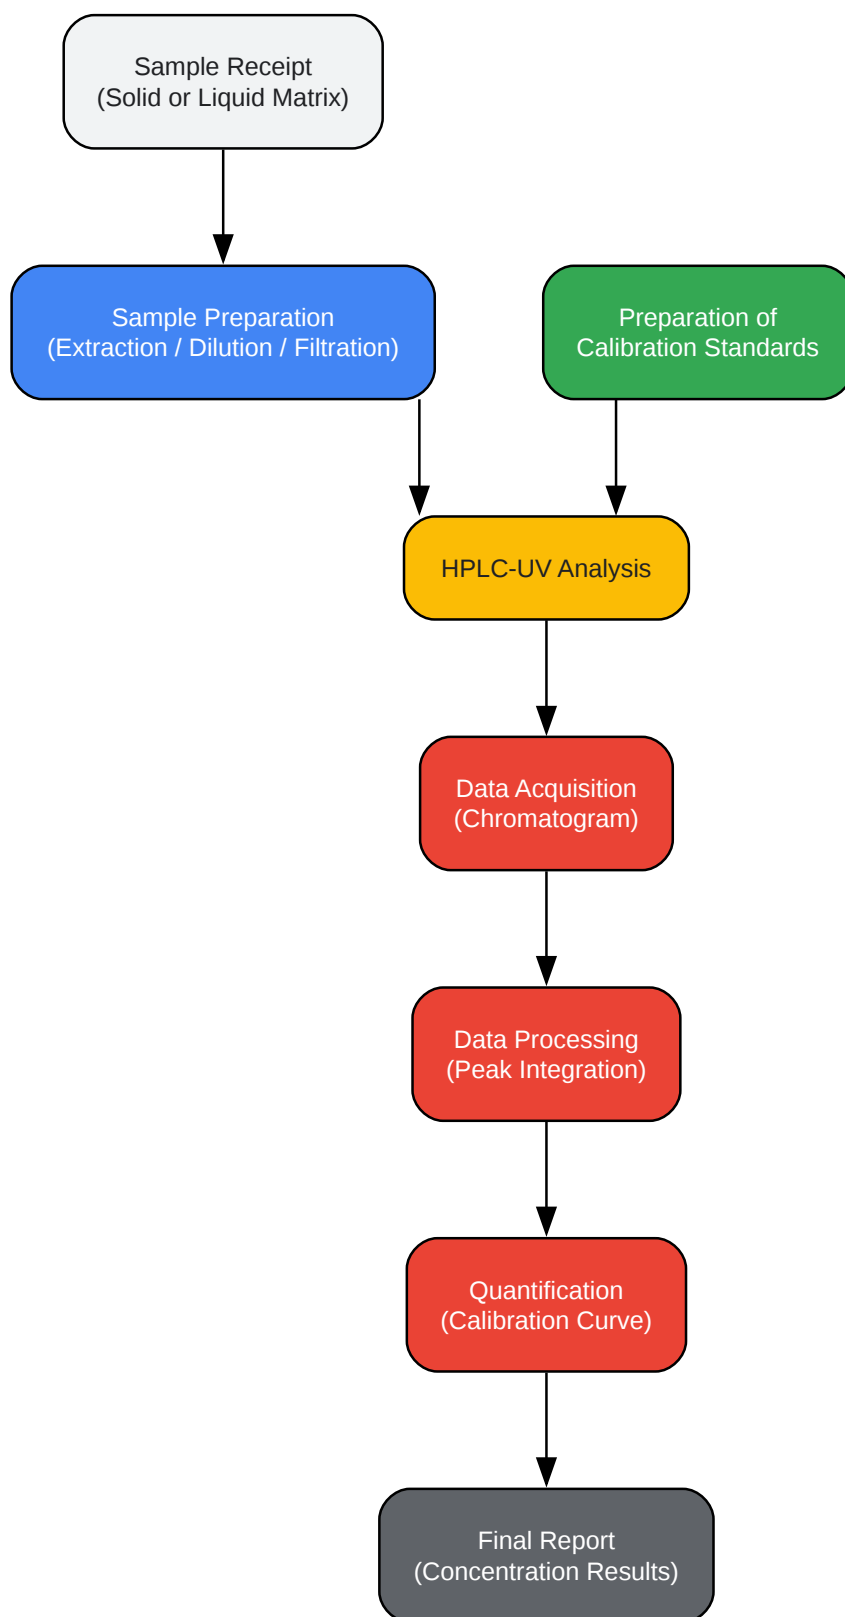 Sample Receipt
(Solid or Liquid Matrix)
Sample Preparation
(Extraction / Dilution / Filtration)
Preparation of
Calibration Standards
HPLC-UV Analysis
Data Acquisition
(Chromatogram)
Data Processing
(Peak Integration)
Quantification
(Calibration Curve)
Final Report
(Concentration Results)